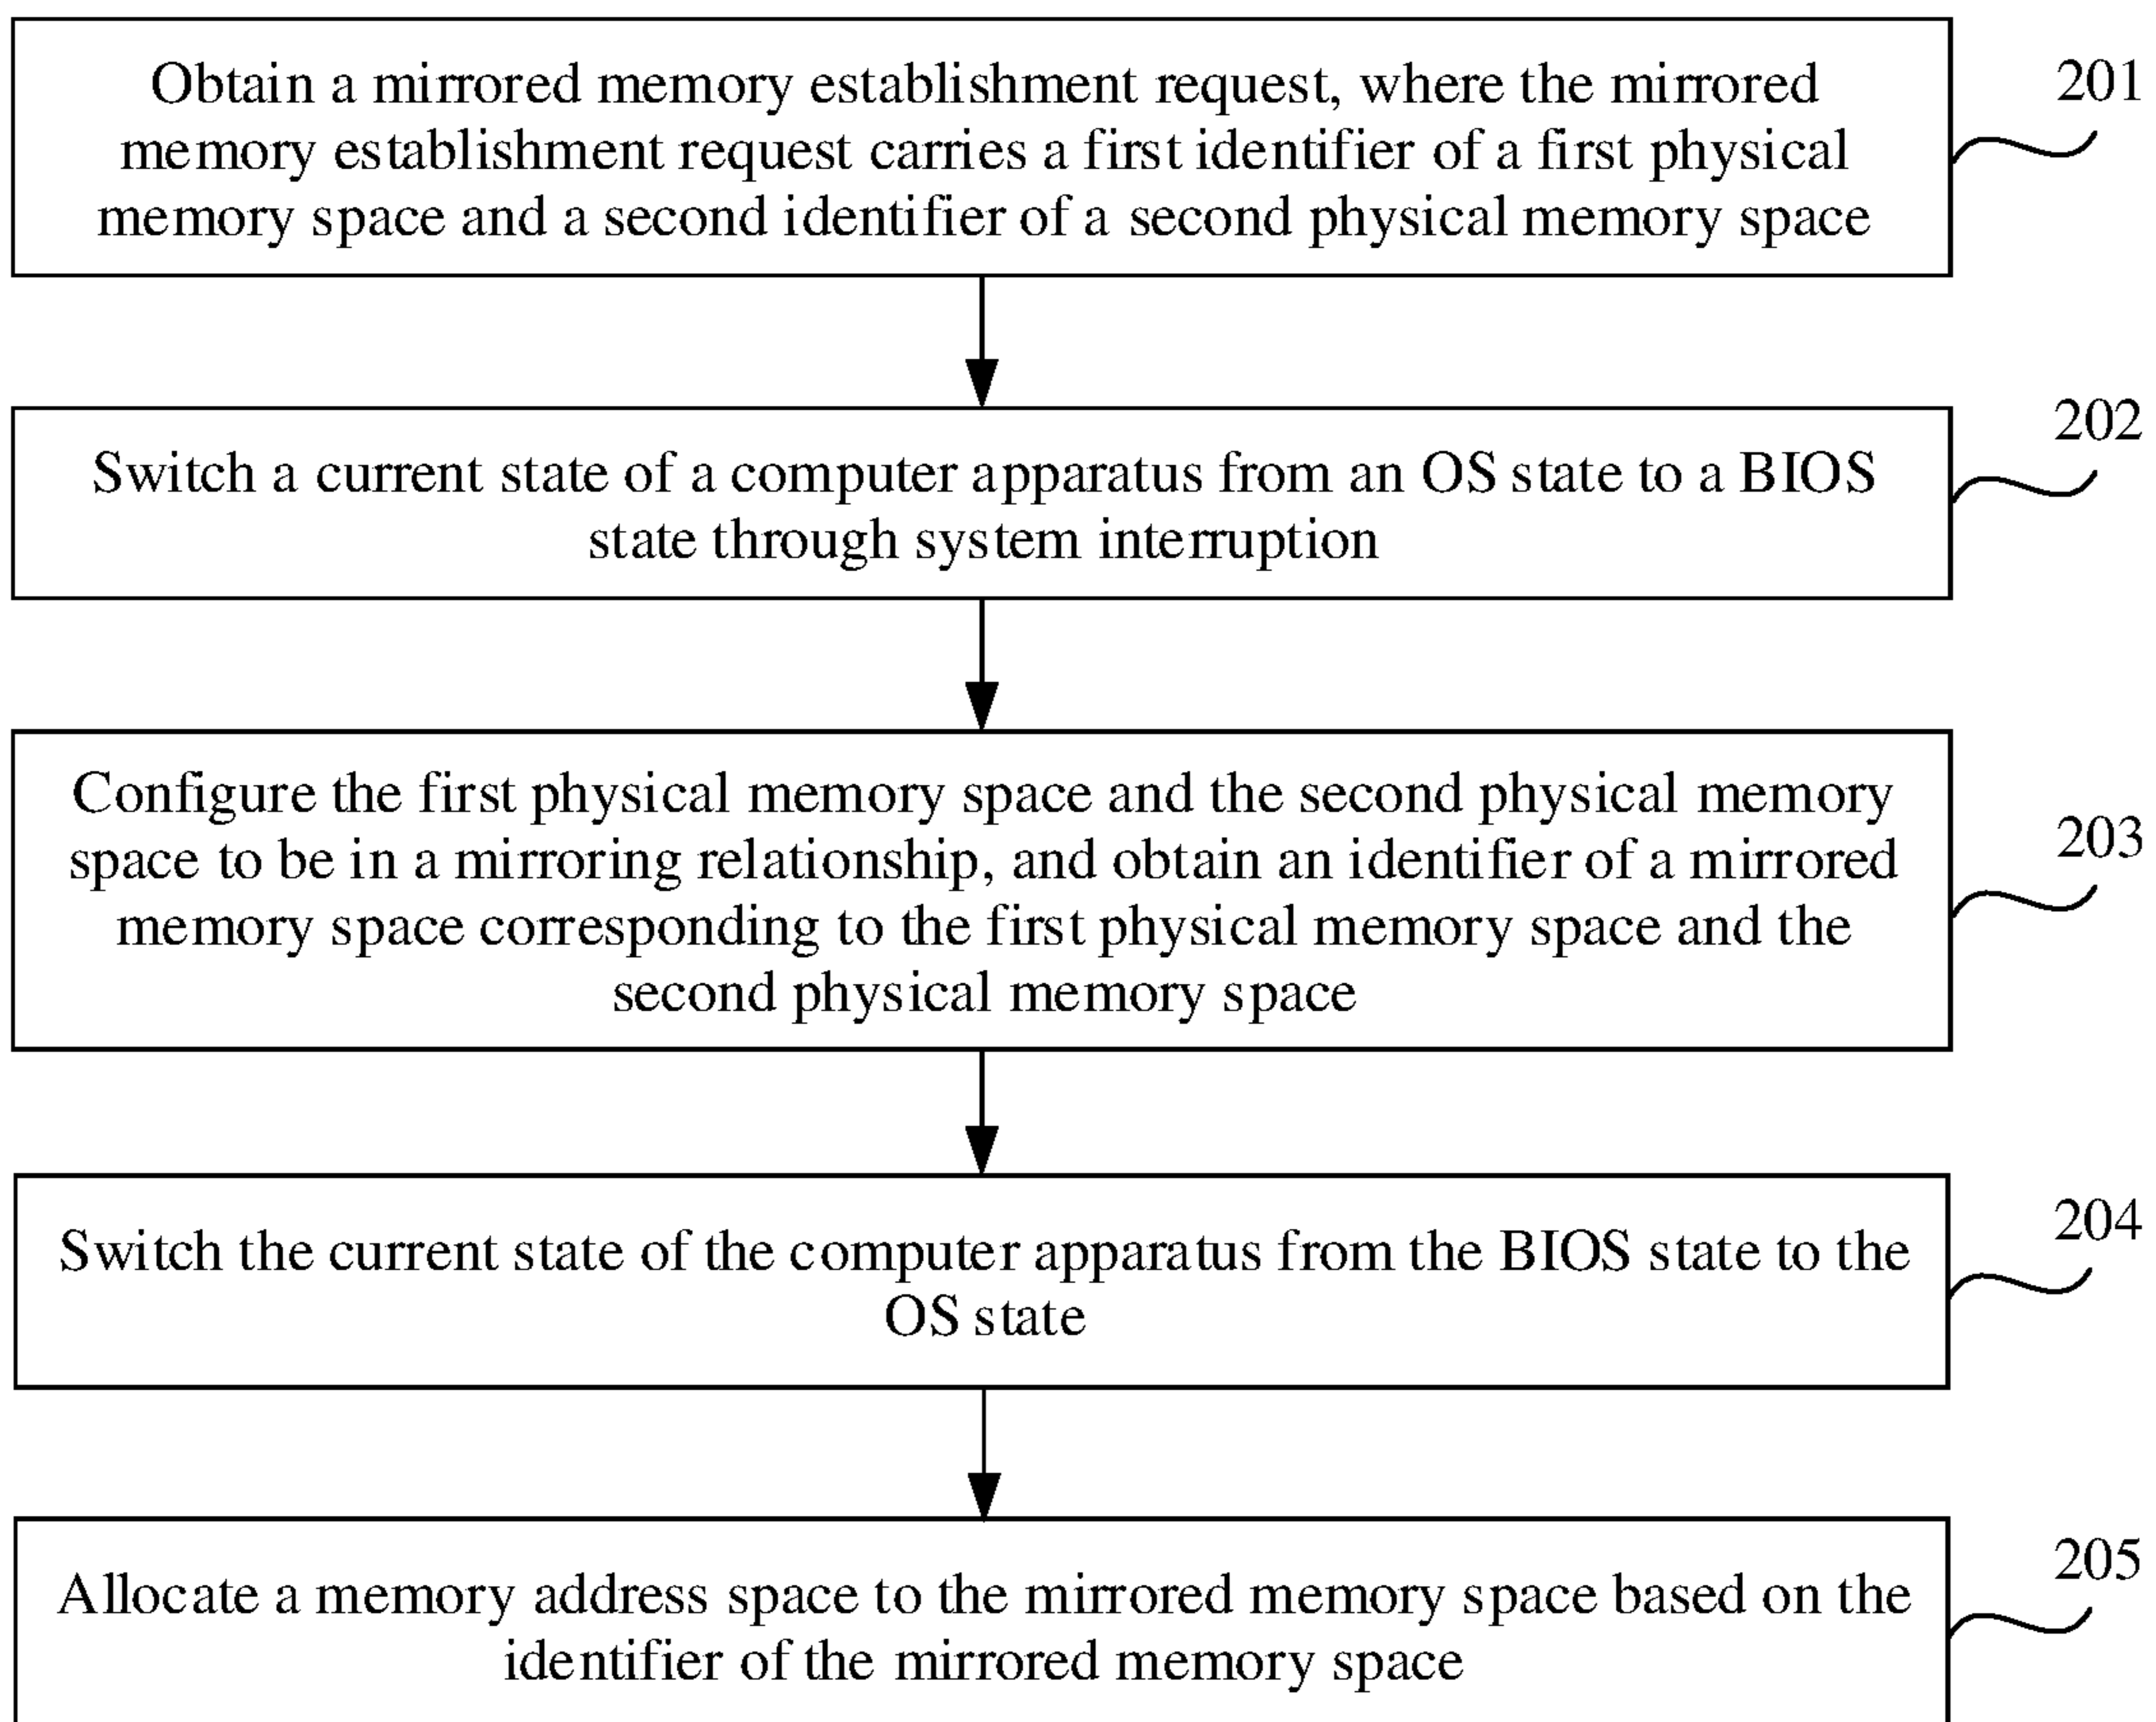 Obtain a mirrored memory establishment request, where the mirrored
memory establishment request carries a first identifier of a first physical
memory space and a second identifier of a second physical memory space
201
Switch a current state of a computer apparatus from an OS state to a BIOS
state through system interruption
202
Configure the first physical memory space and the second physical memory
space to be in a mirroring relationship, and obtain an identifier of a mirrored
memory space corresponding to the first physical memory space and the
second physical memory space
203
Switch the current state of the computer apparatus from the BIOS state to the
OS state
204
Allocate a memory address space to the mirrored memory space based on the
identifier of the mirrored memory space
205